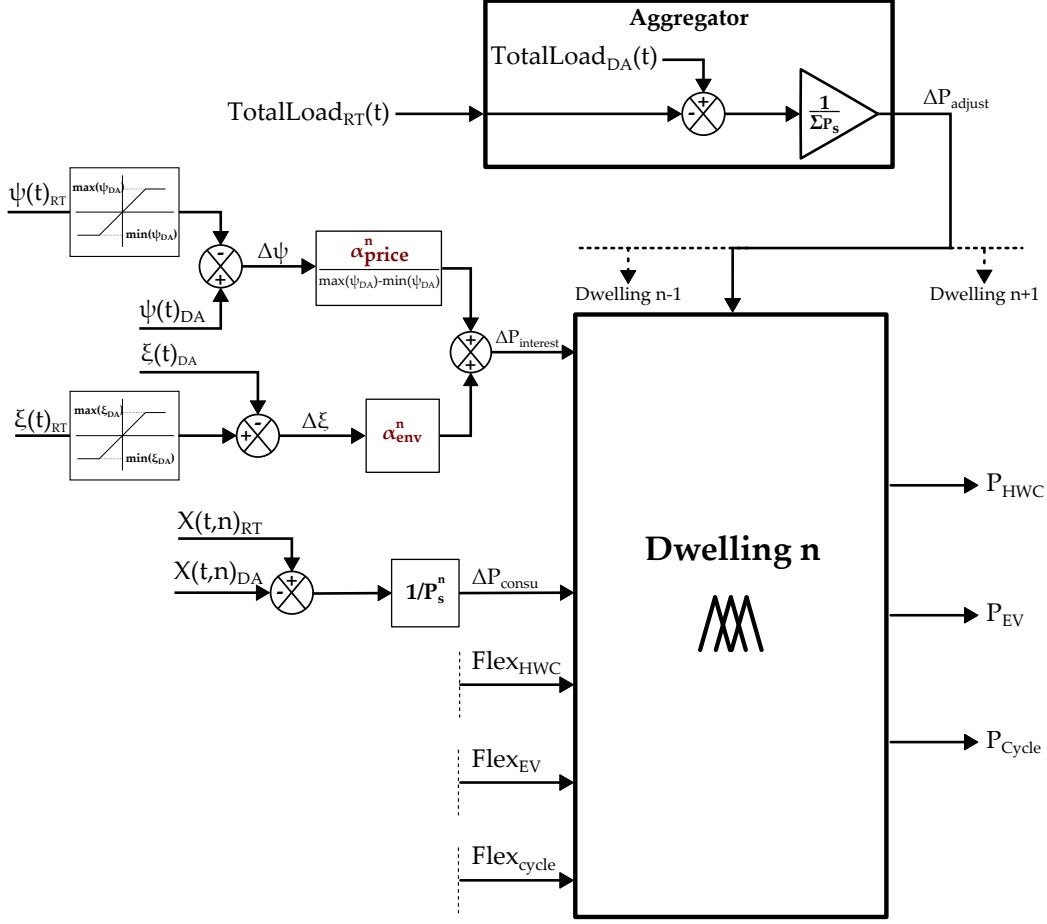 Aggregator
TotalLoad_DA(t)
TotalLoad_RT(t)
+
-
1
ΣP_s
ΔP_adjust
ψ(t)_RT
max(ψ_DA)
min(ψ_DA)
-
+
Δψ
α^n_price
max(ψ_DA)-min(ψ_DA)
ψ(t)_DA
Dwelling n-1
Dwelling n+1
ξ(t)_DA
+
+
ΔP_interest
ξ(t)_RT
max(ξ_DA)
min(ξ_DA)
-
+
Δξ
α^n_env
X(t,n)_RT
X(t,n)_DA
+
-
1/P^n_s
ΔP_consu
Dwelling n
Flex_HWC
Flex_EV
Flex_cycle
P_HWC
P_EV
P_Cycle